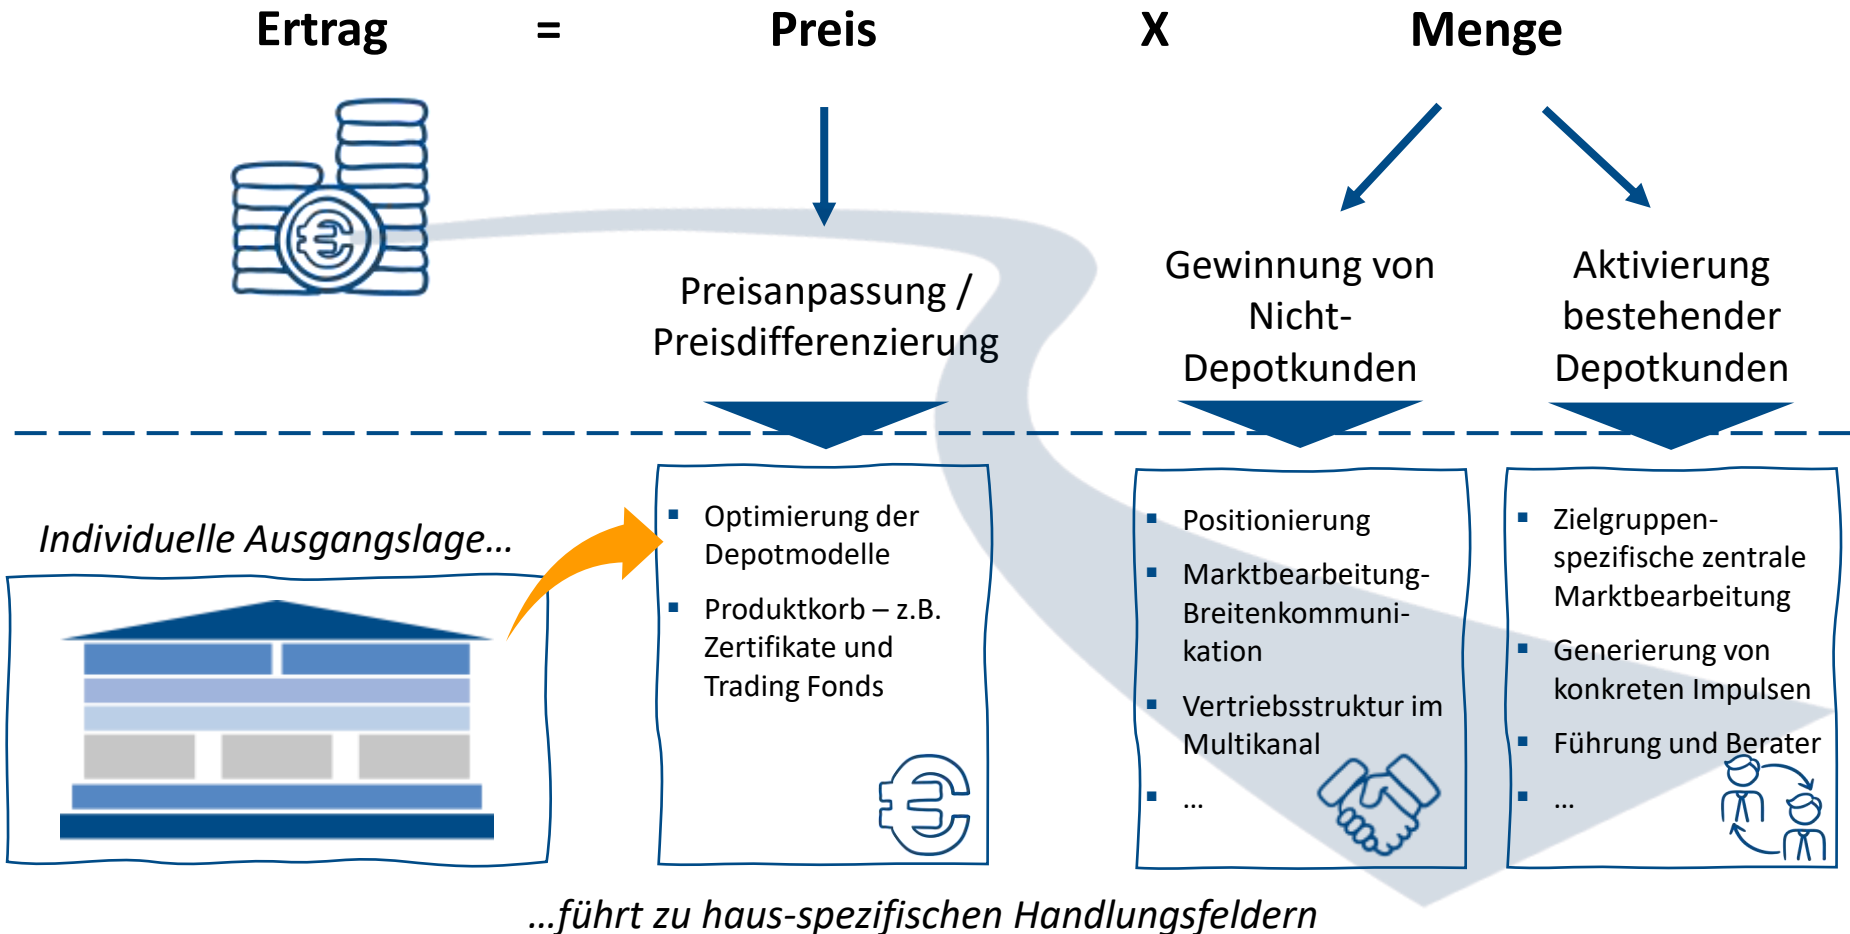 Ertrag = Preis X Menge
Preisanpassung /
Preisdifferenzierung
Gewinnung von
Nicht-
Depotkunden
Aktivierung
bestehender
Depotkunden
Individuelle Ausgangslage…
▪ Optimierung der
Depotmodelle
▪ Produktkorb – z.B.
Zertifikate und
Trading Fonds
▪ Positionierung
▪ Marktbearbeitung-
Breitenkommuni-
kation
▪ Vertriebsstruktur im
Multikanal
▪ …
▪ Zielgruppen-
spezifische zentrale
Marktbearbeitung
▪ Generierung von
konkreten Impulsen
▪ Führung und Berater
▪ …
…führt zu haus-spezifischen Handlungsfeldern